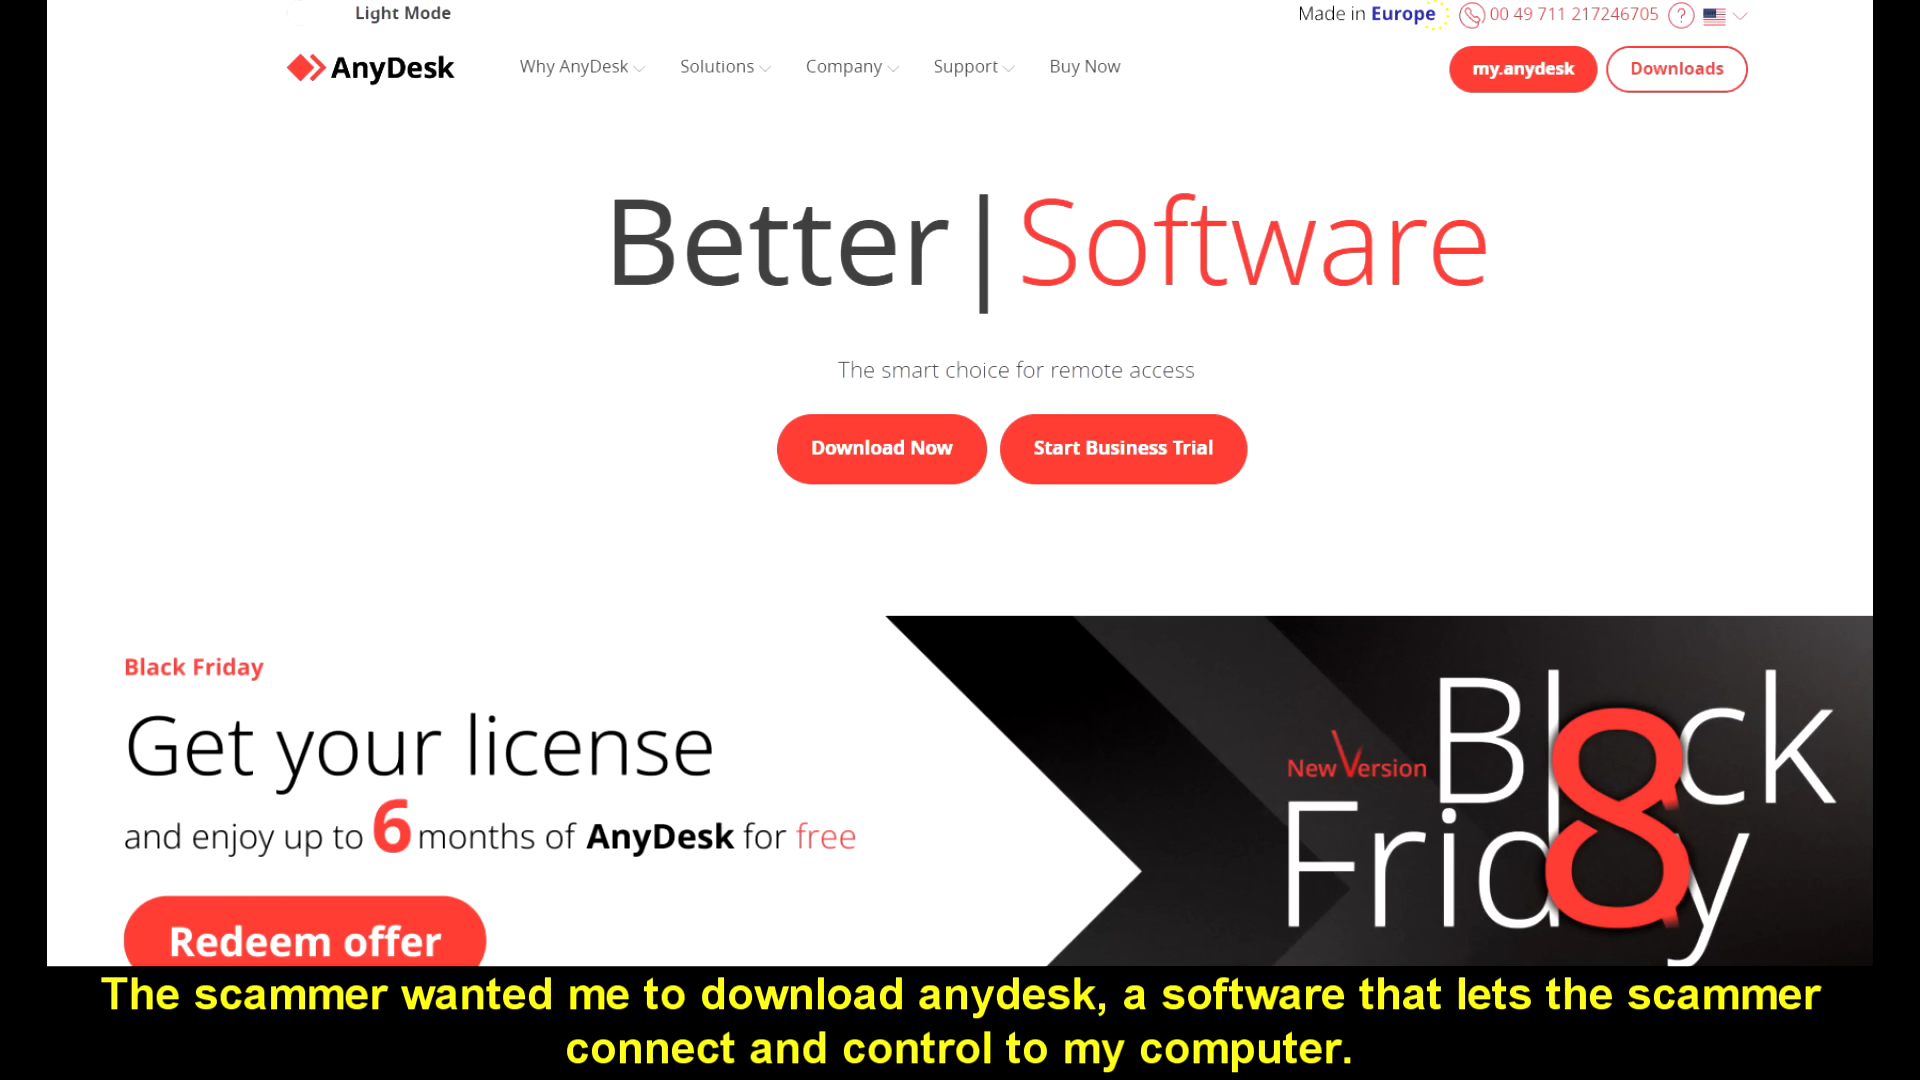 Light Mode
Made in Europe 00 49 711 217246705 ?
AnyDesk Why AnyDesk Solutions Company Support Buy Now my.anydesk Downloads
Better|Software
The smart choice for remote access
Download Now Start Business Trial
Black Friday
Get your license
and enjoy up to 6 months of AnyDesk for free
Redeem offer
New Version
Black
Friday
8
The scammer wanted me to download anydesk, a software that lets the scammer
connect and control to my computer.